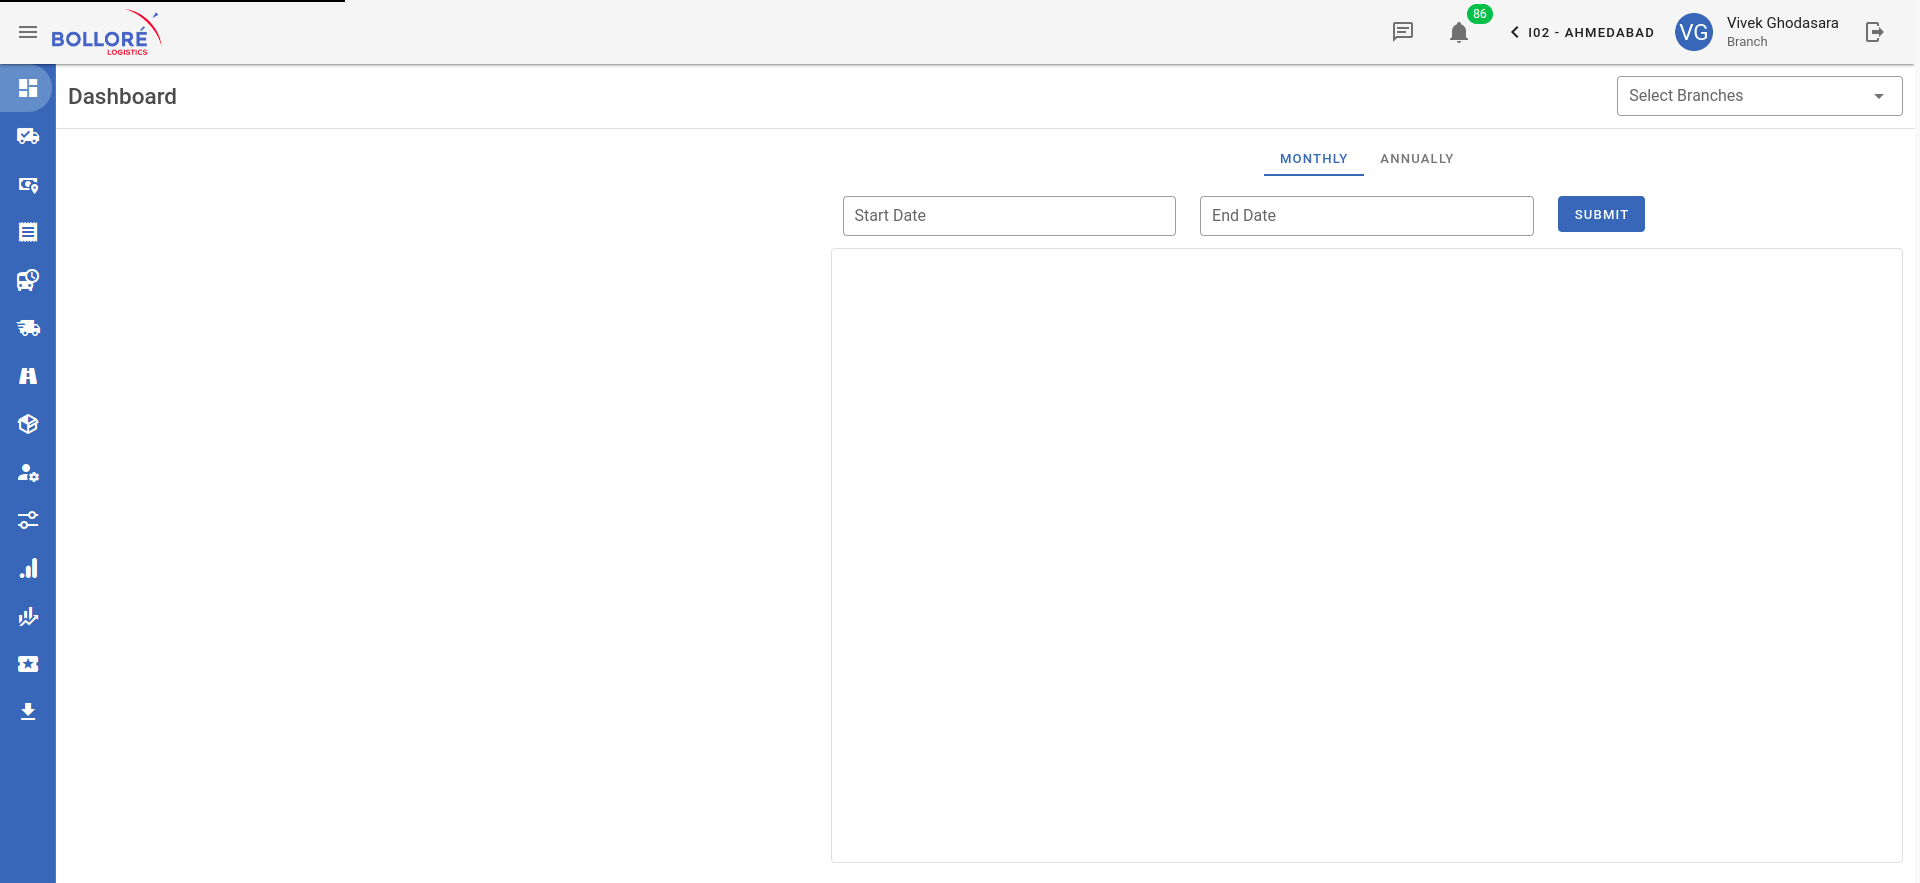 BOLLORÉ
LOGISTICS
86
I02 - AHMEDABAD
VG
Vivek Ghodasara
Branch
Dashboard
Select Branches
MONTHLY ANNUALLY
Start Date
End Date
SUBMIT